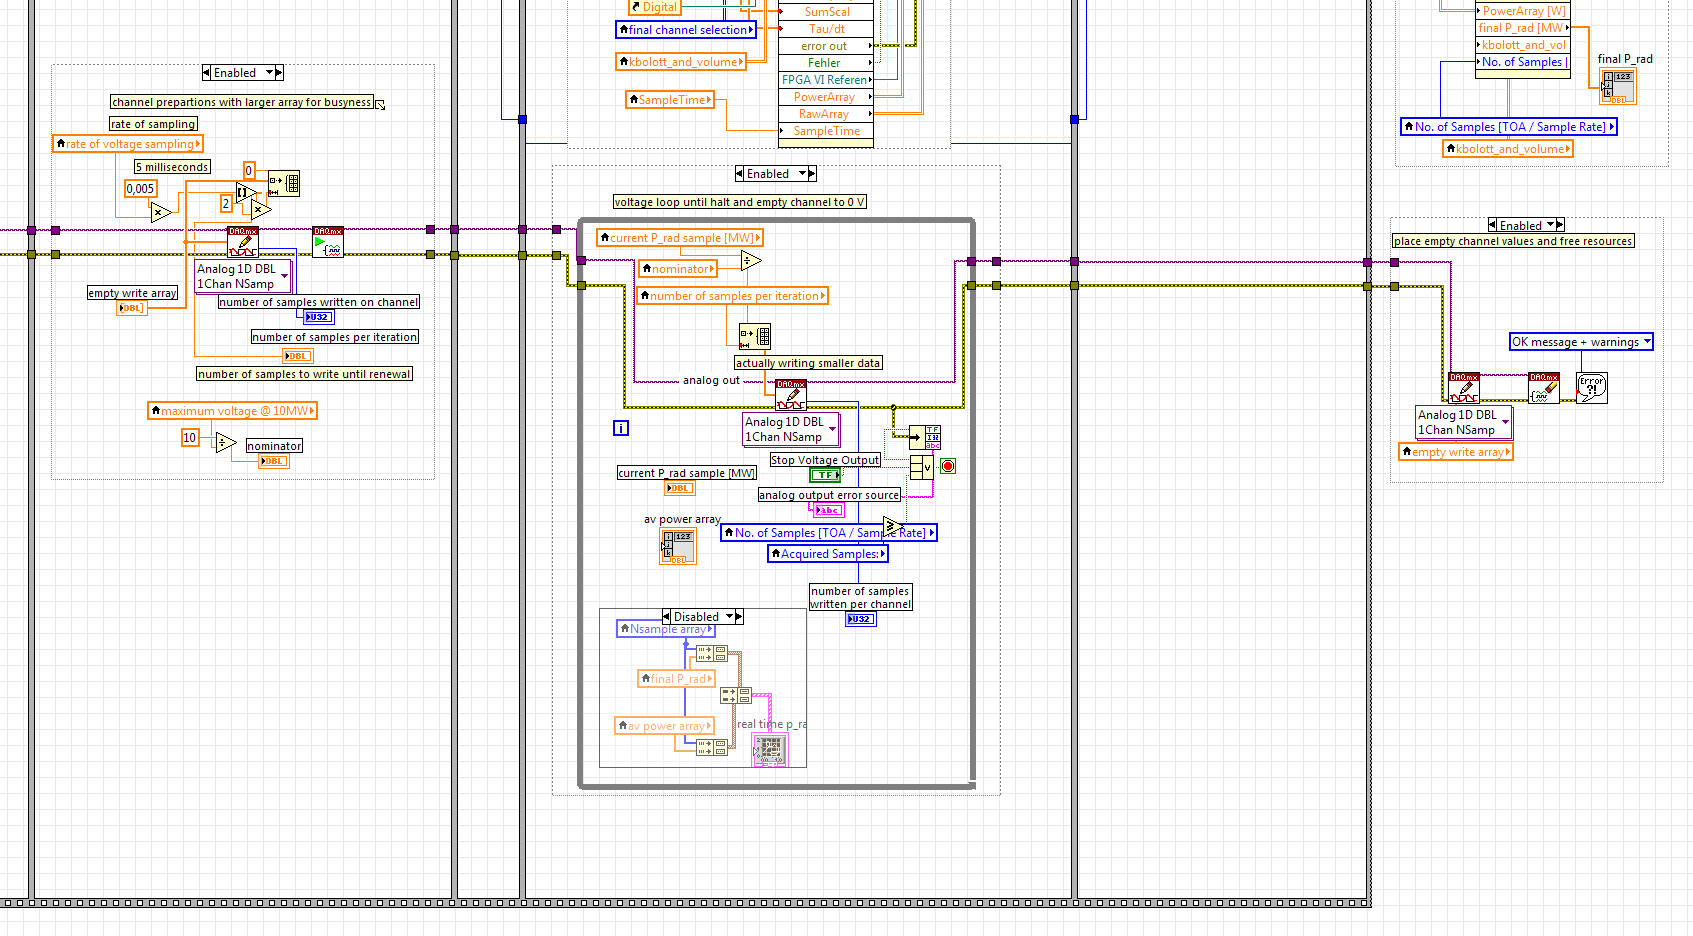 Digital
final channel selection
kbolott_and_volume
SampleTime
SumScal
Tau/dt
error out
Fehler
FPGA VI Referen
PowerArray
RawArray
SampleTime
PowerArray [W]
final P_rad [MW
kbolott_and_vol
No. of Samples [
final P_rad
123
DBL
No. of Samples [TOA / Sample Rate]
kbolott_and_volume
Enabled
channel prepartions with larger array for busyness
rate of sampling
rate of voltage sampling
5 milliseconds
0,005
0
2
DAQmx
DAQmx
Analog 1D DBL
1Chan NSamp
empty write array
DBL]
number of samples written on channel
U32
number of samples per iteration
DBL
number of samples to write until renewal
maximum voltage @ 10MW
10
nominator
DBL
Enabled
voltage loop until halt and empty channel to 0 V
current P_rad sample [MW]
nominator
number of samples per iteration
actually writing smaller data
analog out
DAQmx
Analog 1D DBL
1Chan NSamp
i
TF
abc
Stop Voltage Output
TF
current P_rad sample [MW]
DBL
analog output error source
abc
av power array
123
DBL
No. of Samples [TOA / Sample Rate]
Acquired Samples:
number of samples
written per channel
U32
Disabled
Nsample array
final P_rad
av power array
real time p_ra
Enabled
place empty channel values and free resources
OK message + warnings
DAQmx
DAQmx
Error
?!
Analog 1D DBL
1Chan NSamp
empty write array